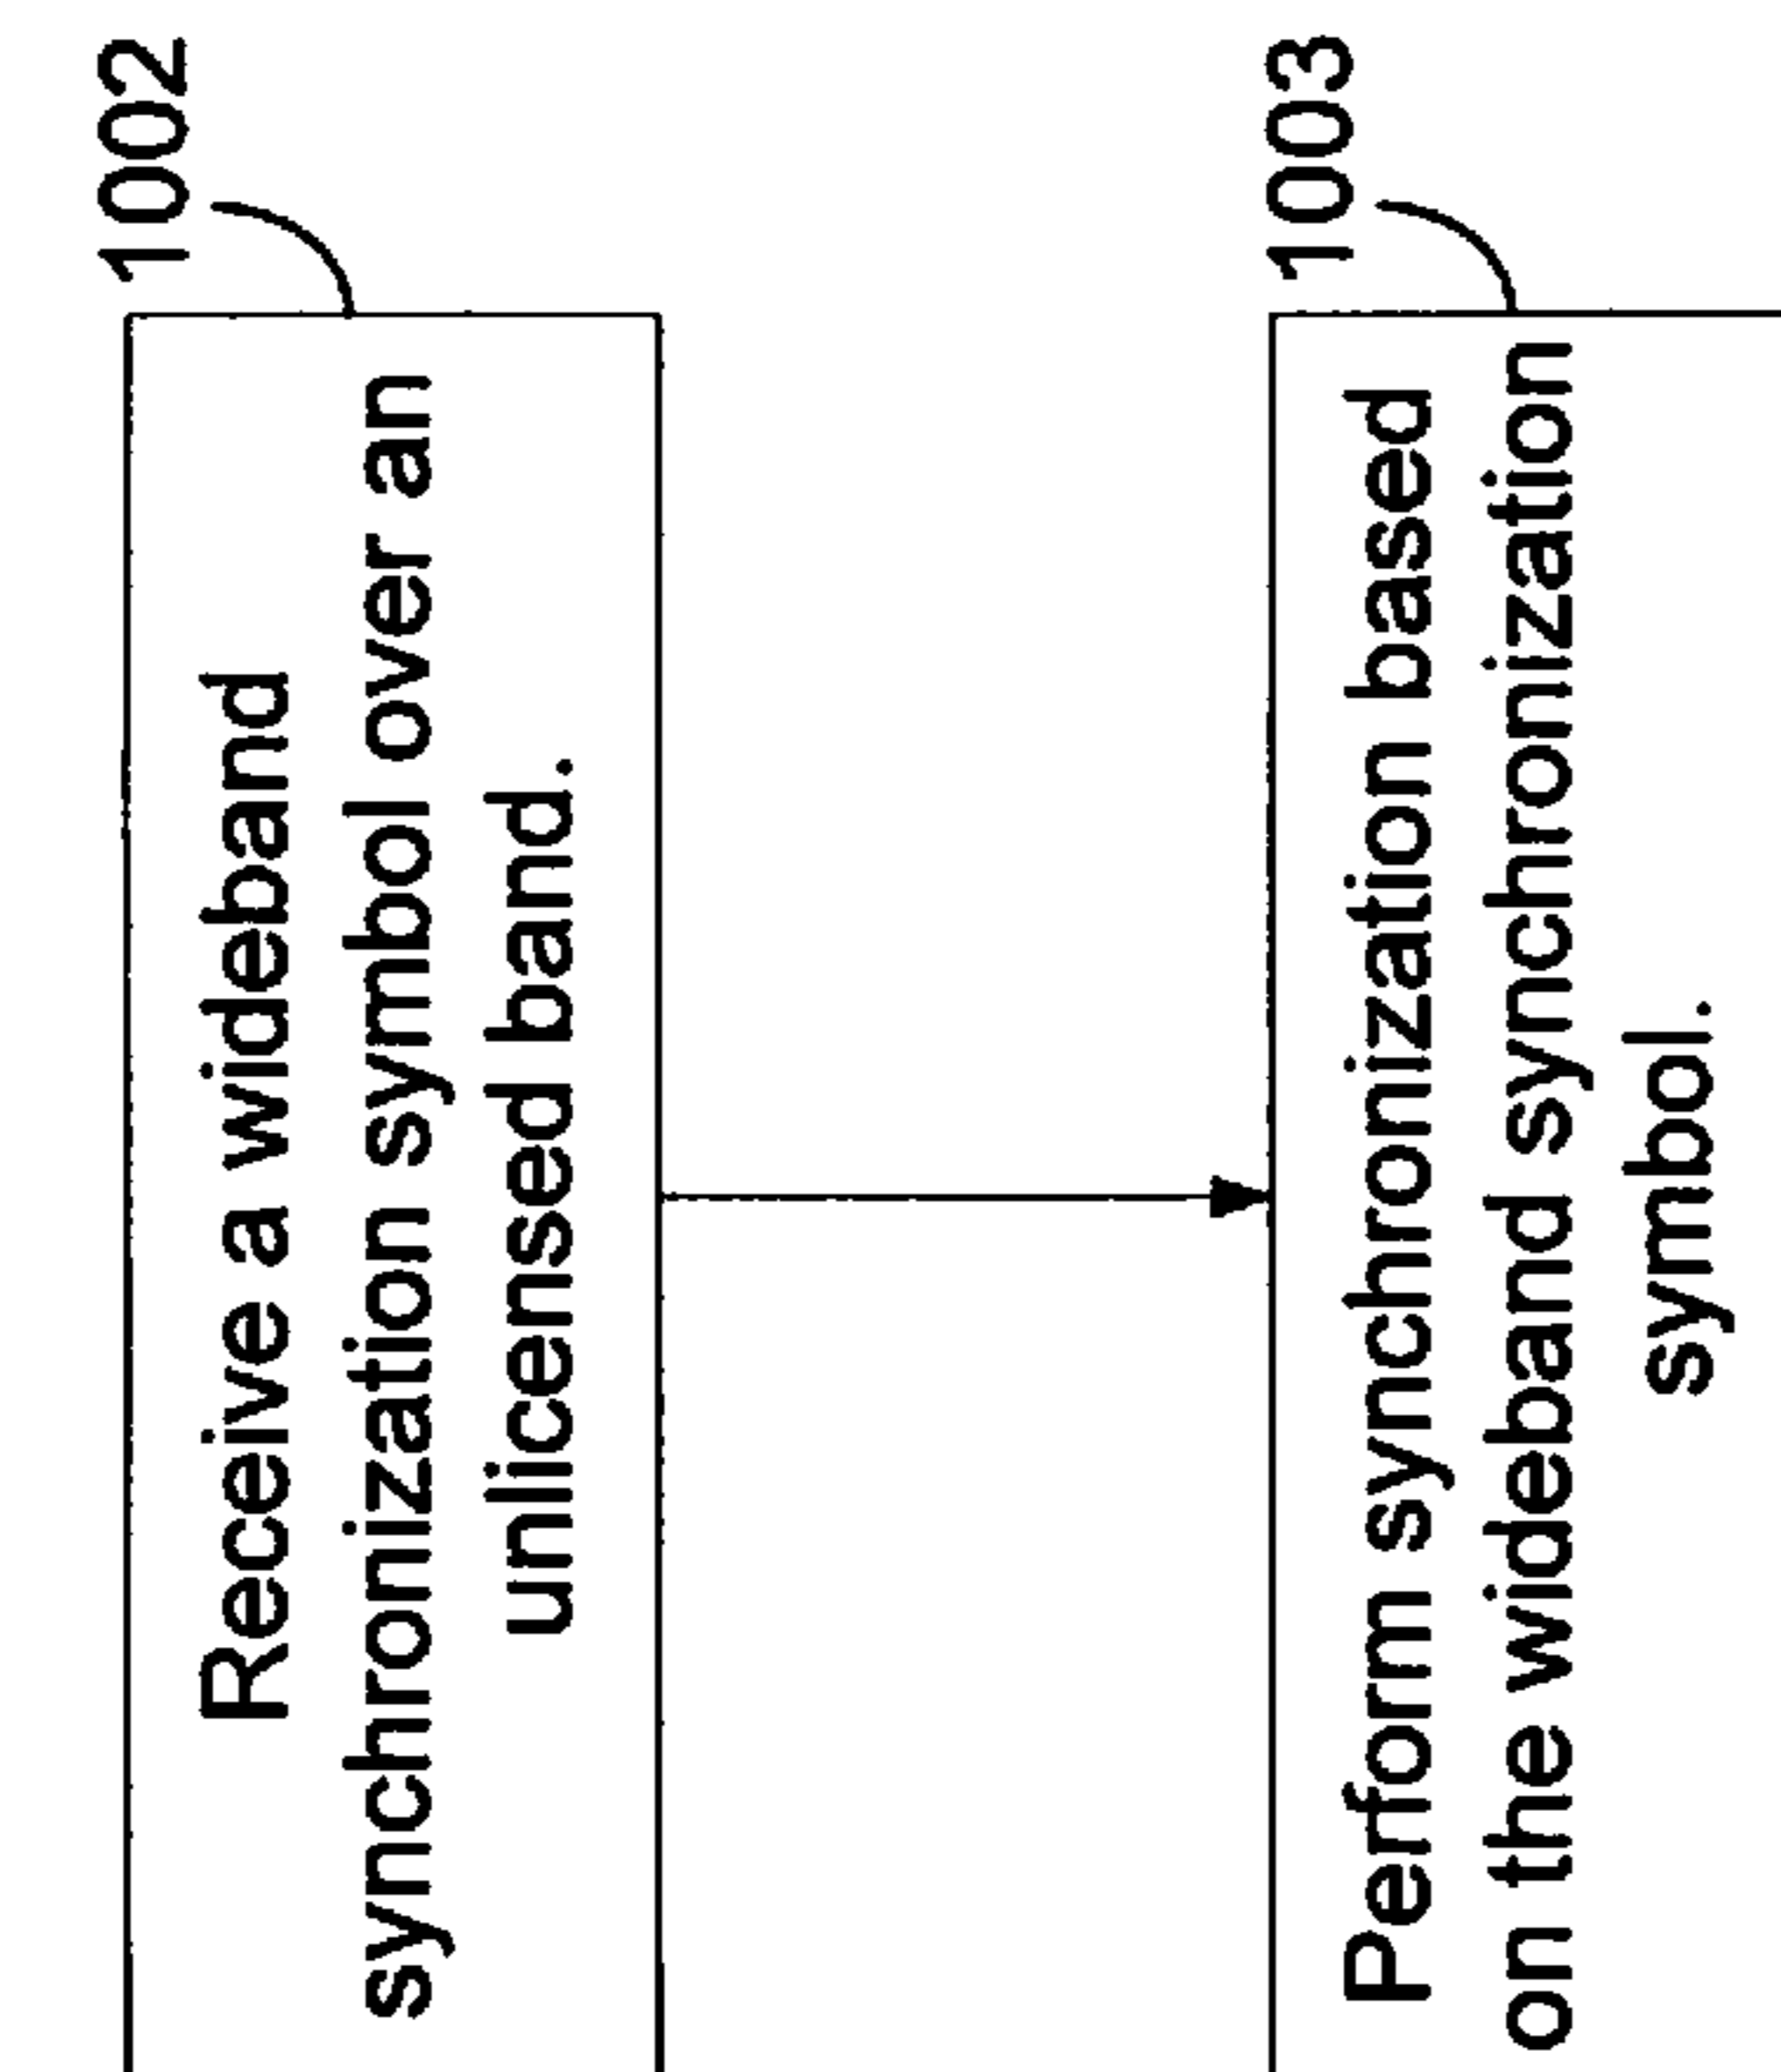 1002
Receive a wideband
synchronization symbol over an
unlicensed band.
1003
Perform synchronization based
on the wideband synchronization
symbol.